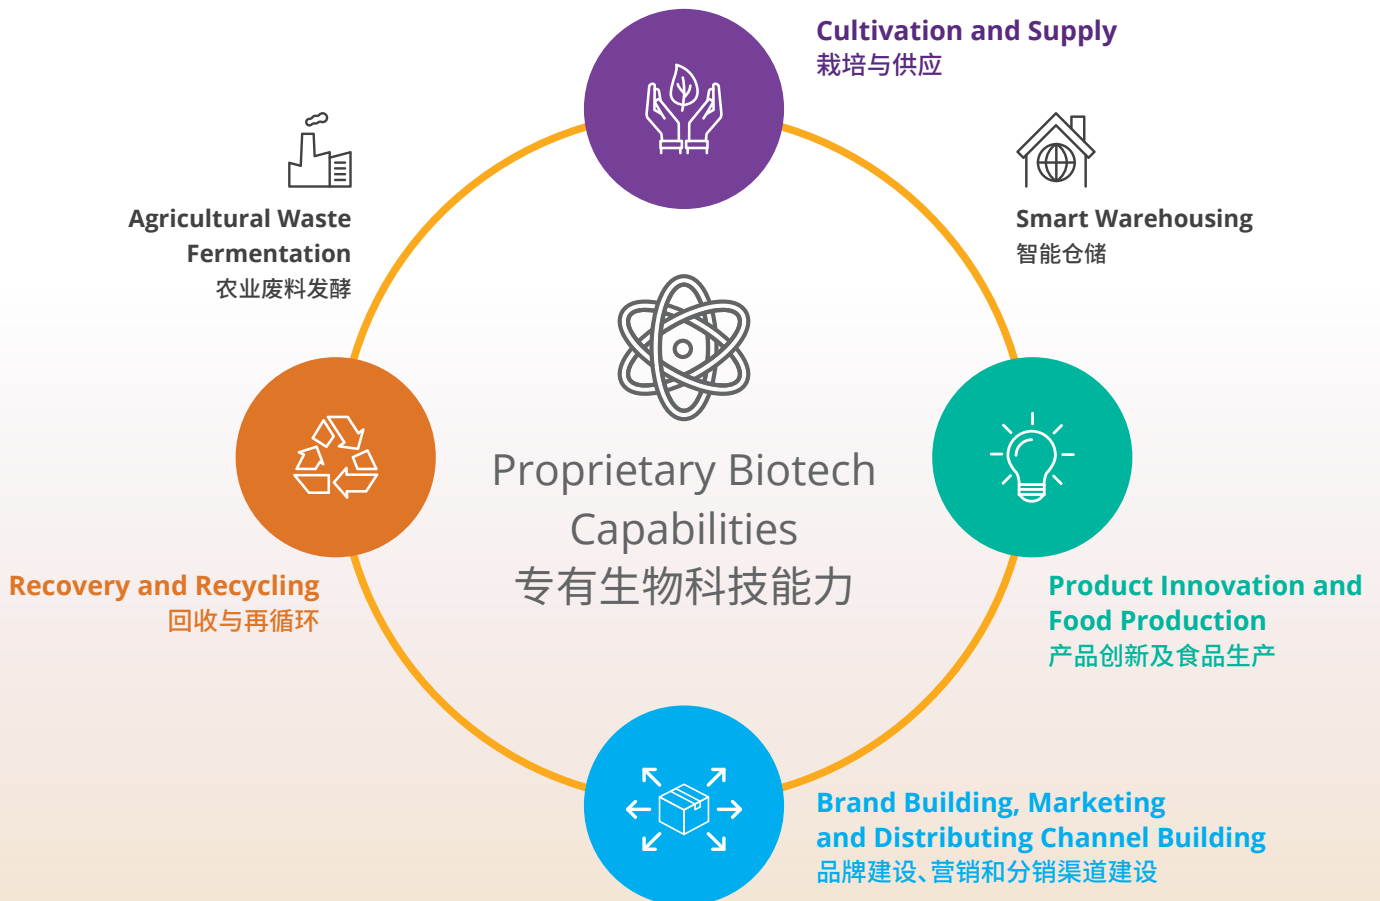 Cultivation and Supply
栽培与供应
Agricultural Waste
Fermentation
农业废料发酵
Smart Warehousing
智能仓储
Proprietary Biotech
Capabilities
专有生物科技能力
Recovery and Recycling
回收与再循环
Product Innovation and
Food Production
产品创新及食品生产
Brand Building, Marketing
and Distributing Channel Building
品牌建设、营销和分销渠道建设